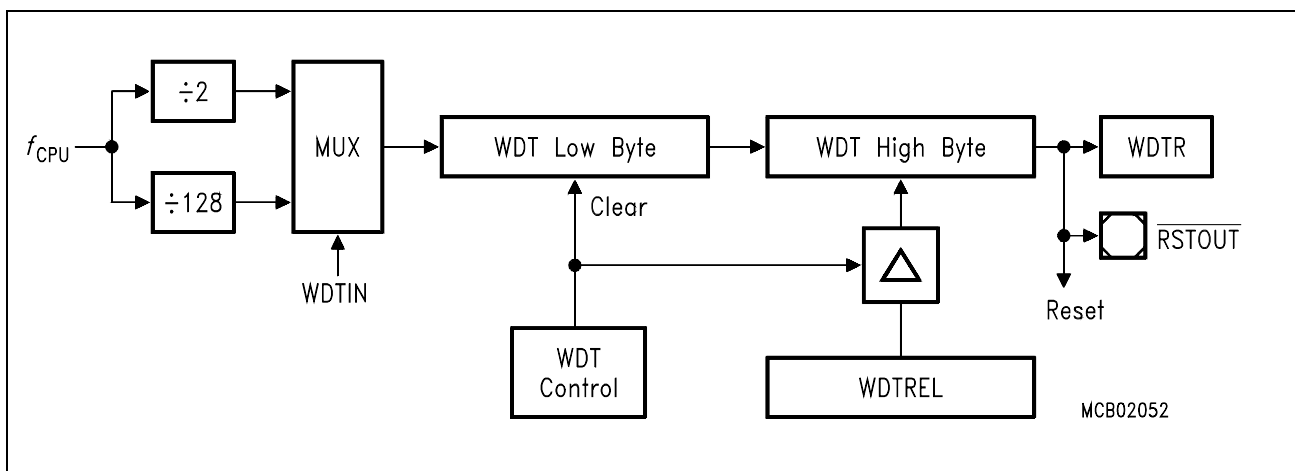 ÷2
fCPU
÷128
MUX
WDTIN
WDT Low Byte
Clear
WDT
Control
WDT High Byte
WDTREL
WDTR
RSTOUT
Reset
MCB02052